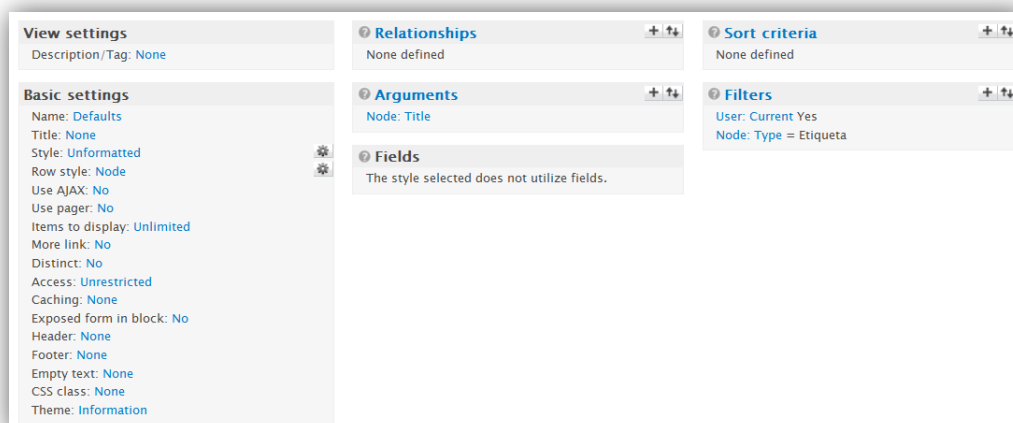 View settings
Description/Tag: None
Basic settings
Name: Defaults
Title: None
Style: Unformatted
Row style: Node
Use AJAX: No
Use pager: No
Items to display: Unlimited
More link: No
Distinct: No
Access: Unrestricted
Caching: None
Exposed form in block: No
Header: None
Footer: None
Empty text: None
CSS class: None
Theme: Information
Relationships
None defined
Arguments
Node: Title
Fields
The style selected does not utilize fields.
Sort criteria
None defined
Filters
User: Current Yes
Node: Type = Etiqueta